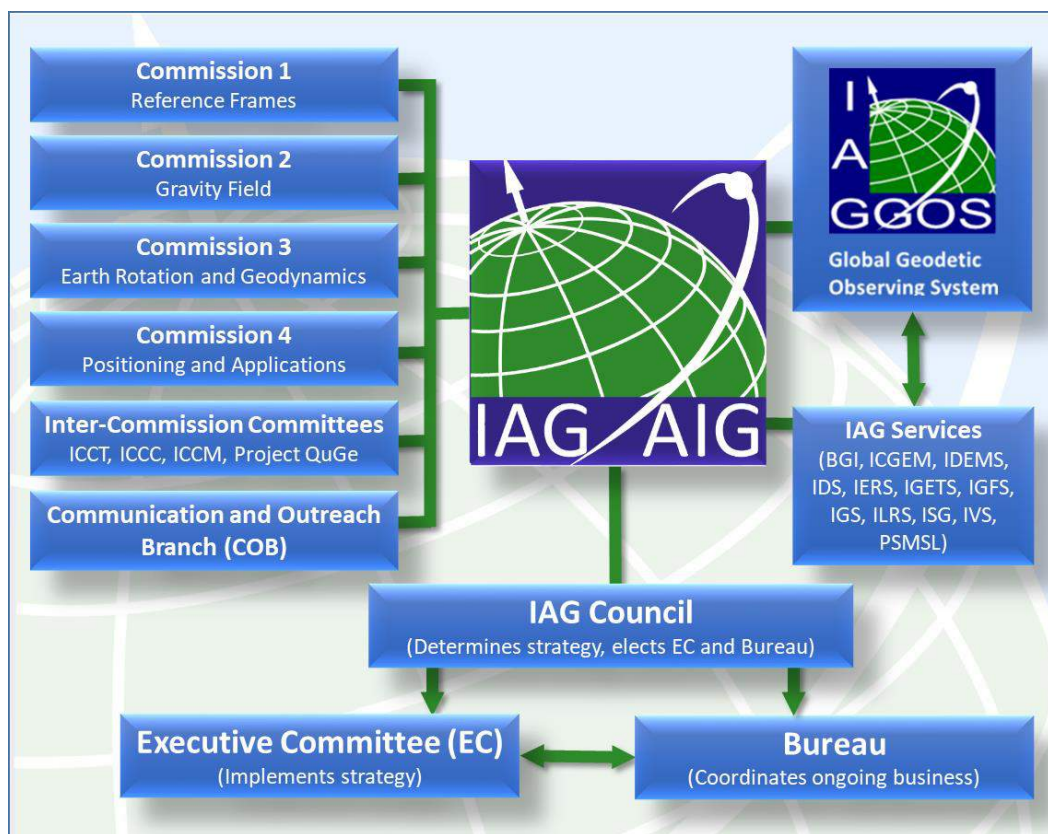 Commission 1
Reference Frames
Commission 2
Gravity Field
Commission 3
Earth Rotation and Geodynamics
Commission 4
Positioning and Applications
Inter-Commission Committees
ICCT, ICCC, ICCM, Project QuGe
Communication and Outreach
Branch (COB)
IAG AIG
I
A
GGOS
Global Geodetic
Observing System
IAG Services
(BGI, ICGEM, IDEMS,
IDS, IERS, IGETS, IGFS,
IGS, ILRS, ISG, IVS,
PSMSL)
IAG Council
(Determines strategy, elects EC and Bureau)
Executive Committee (EC)
(Implements strategy)
Bureau
(Coordinates ongoing business)